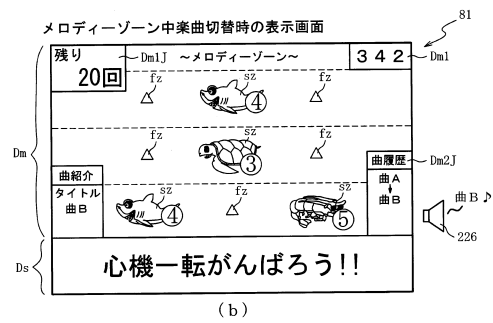 メロディーゾーン中楽曲切替時の表示画面
81
残り
20回
Dm1J
～メロディーゾーン～
342
Dm1
fz
sz
④
fz
Dm
fz
sz
③
fz
曲履歴
Dm2J
曲A
↓
曲B
曲紹介
タイトル
曲B
sz
④
fz
sz
⑤
曲B♪
226
Ds
心機一転がんばろう!!
(b)